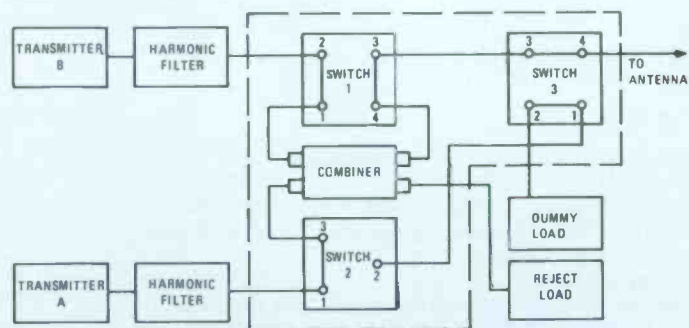 TRANSMITTER
B
HARMONIC
FILTER
2
3
SWITCH
1
1
4
3
4
SWITCH
3
2
1
TO
ANTENNA
COMBINER
3
SWITCH
2
2
1
DUMMY
LOAD
REJECT
LOAD
TRANSMITTER
A
HARMONIC
FILTER